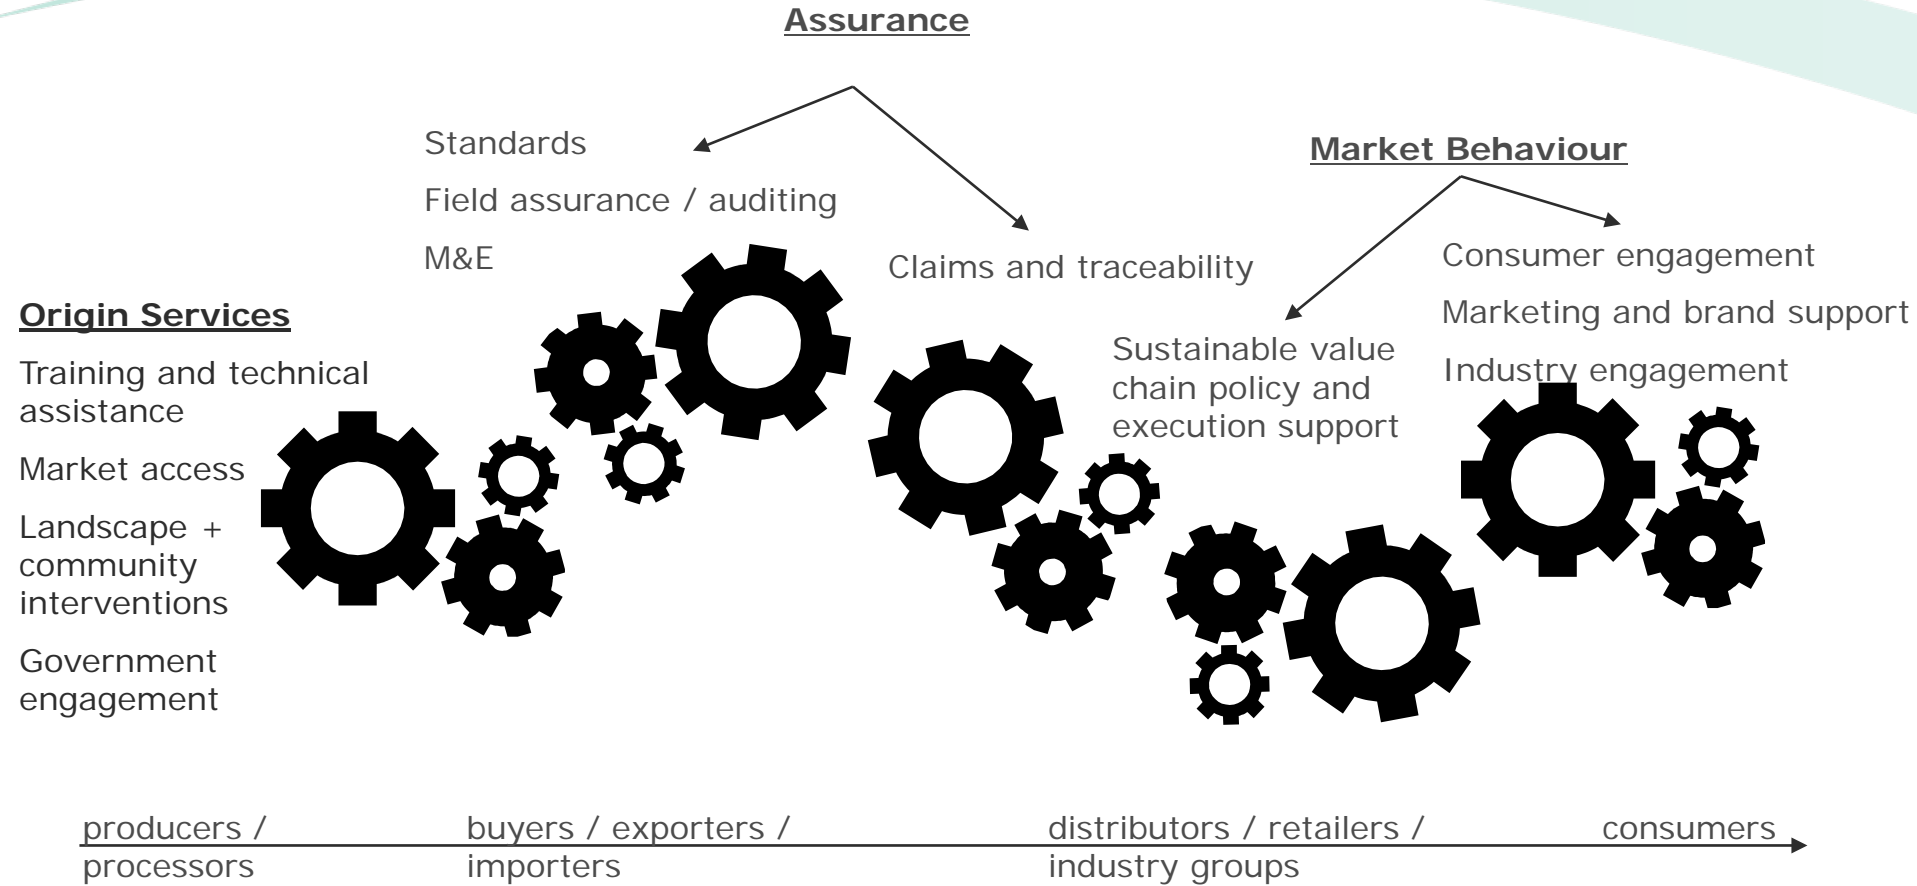 Assurance
Standards
Field assurance / auditing
M&E
Claims and traceability
Market Behaviour
Consumer engagement
Marketing and brand support
Industry engagement
Sustainable value
chain policy and
execution support
Origin Services
Training and technical
assistance
Market access
Landscape +
community
interventions
Government
engagement
producers /
processors
buyers / exporters /
importers
distributors / retailers /
industry groups
consumers